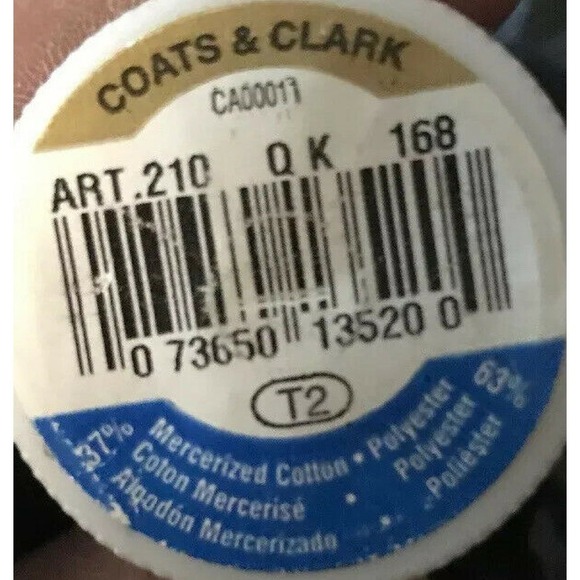 COATS & CLARK
CA00011
ART.210 Q K 168
0 73650 13520 0
T2
37% Mercerized Cotton • Polyester 63%
Coton Mercerisé • Polyester
Algodón Mercerizado • Poliéster